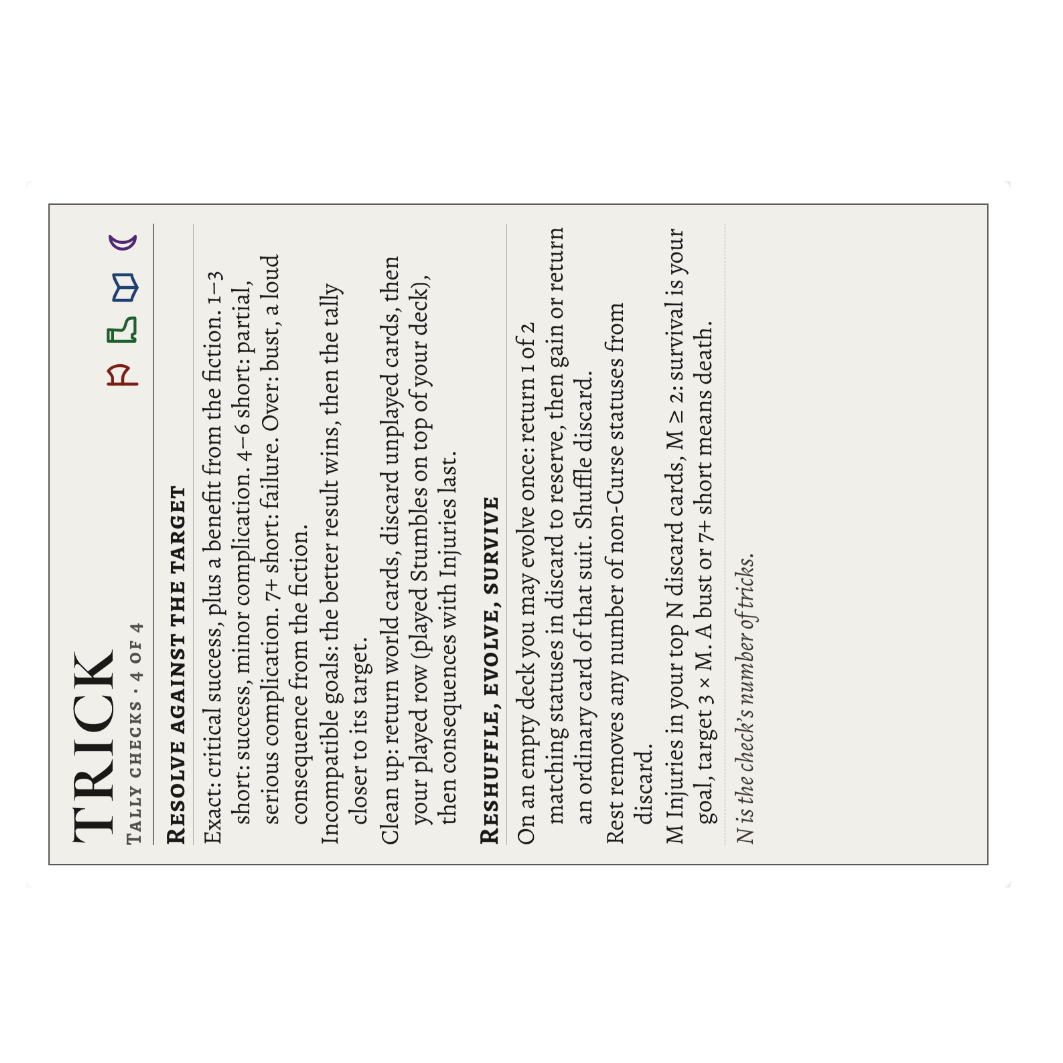 TRICK
TALLY CHECKS · 4 OF 4
RESOLVE AGAINST THE TARGET
Exact: critical success, plus a benefit from the fiction. 1–3
short: success, minor complication. 4–6 short: partial,
serious complication. 7+ short: failure. Over: bust, a loud
consequence from the fiction.
Incompatible goals: the better result wins, then the tally
closer to its target.
Clean up: return world cards, discard unplayed cards, then
your played row (played Stumbles on top of your deck),
then consequences with Injuries last.
RESHUFFLE, EVOLVE, SURVIVE
On an empty deck you may evolve once: return 1 of 2
matching statuses in discard to reserve, then gain or return
an ordinary card of that suit. Shuffle discard.
Rest removes any number of non-Curse statuses from
discard.
M Injuries in your top N discard cards, M ≥ 2: survival is your
goal, target 3 × M. A bust or 7+ short means death.
N is the check's number of tricks.